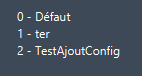 0 - Défaut
1 - ter
2 - TestAjoutConfig